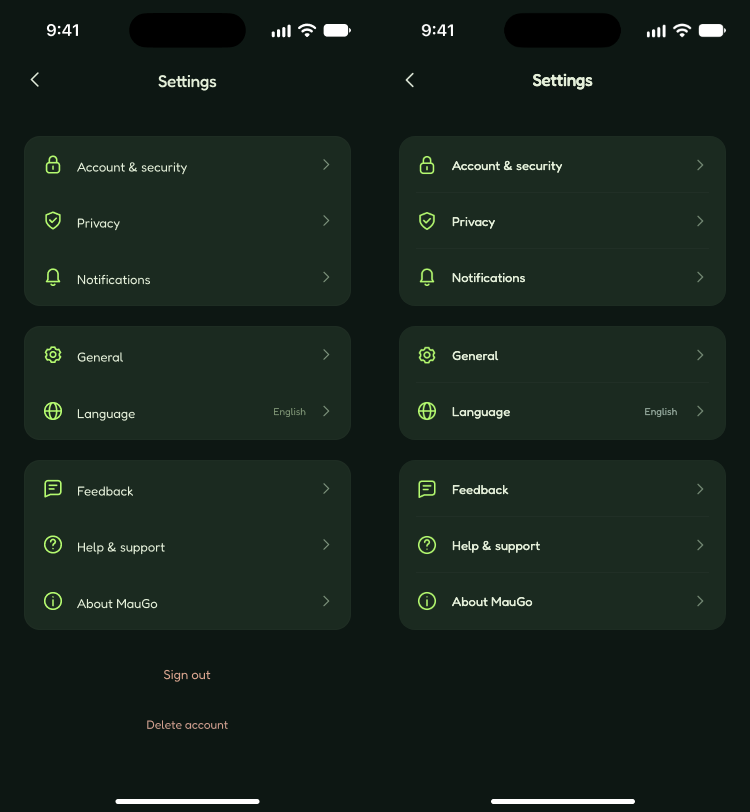 9:41
Settings
Account & security
Privacy
Notifications
General
Language English
Feedback
Help & support
About MauGo
Sign out
Delete account
9:41
Settings
Account & security
Privacy
Notifications
General
Language English
Feedback
Help & support
About MauGo